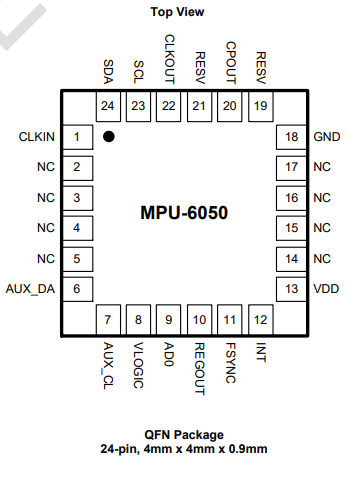 Top View
SDA
SCL
CLKOUT
RESV
CPOUT
RESV
24 23 22 21 20 19
CLKIN 1 18 GND
NC 2 17 NC
NC 3 16 NC
MPU-6050
NC 4 15 NC
NC 5 14 NC
AUX_DA 6 13 VDD
7 8 9 10 11 12
AUX_CL
VLOGIC
AD0
REGOUT
FSYNC
INT
QFN Package
24-pin, 4mm x 4mm x 0.9mm